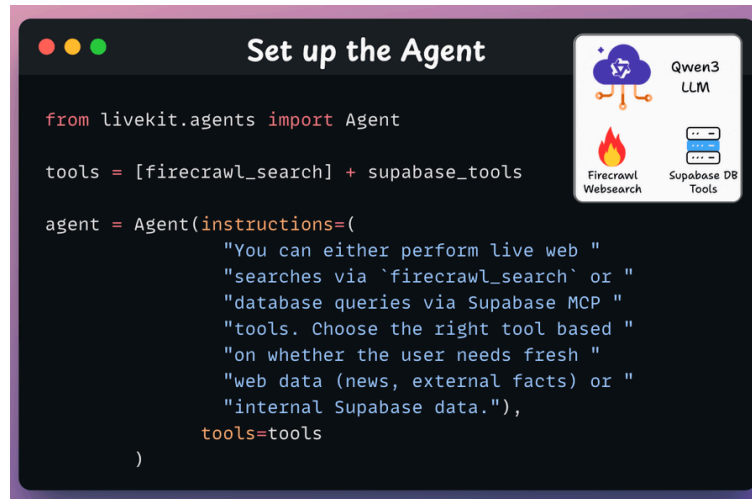 Set up the Agent
Qwen3
LLM
Firecrawl
Websearch
Supabase DB
Tools
from livekit.agents import Agent
tools = [firecrawl_search] + supabase_tools
agent = Agent(instructions=(
"You can either perform live web "
"searches via `firecrawl_search` or "
"database queries via Supabase MCP "
"tools. Choose the right tool based "
"on whether the user needs fresh "
"web data (news, external facts) or "
"internal Supabase data."),
tools=tools
)